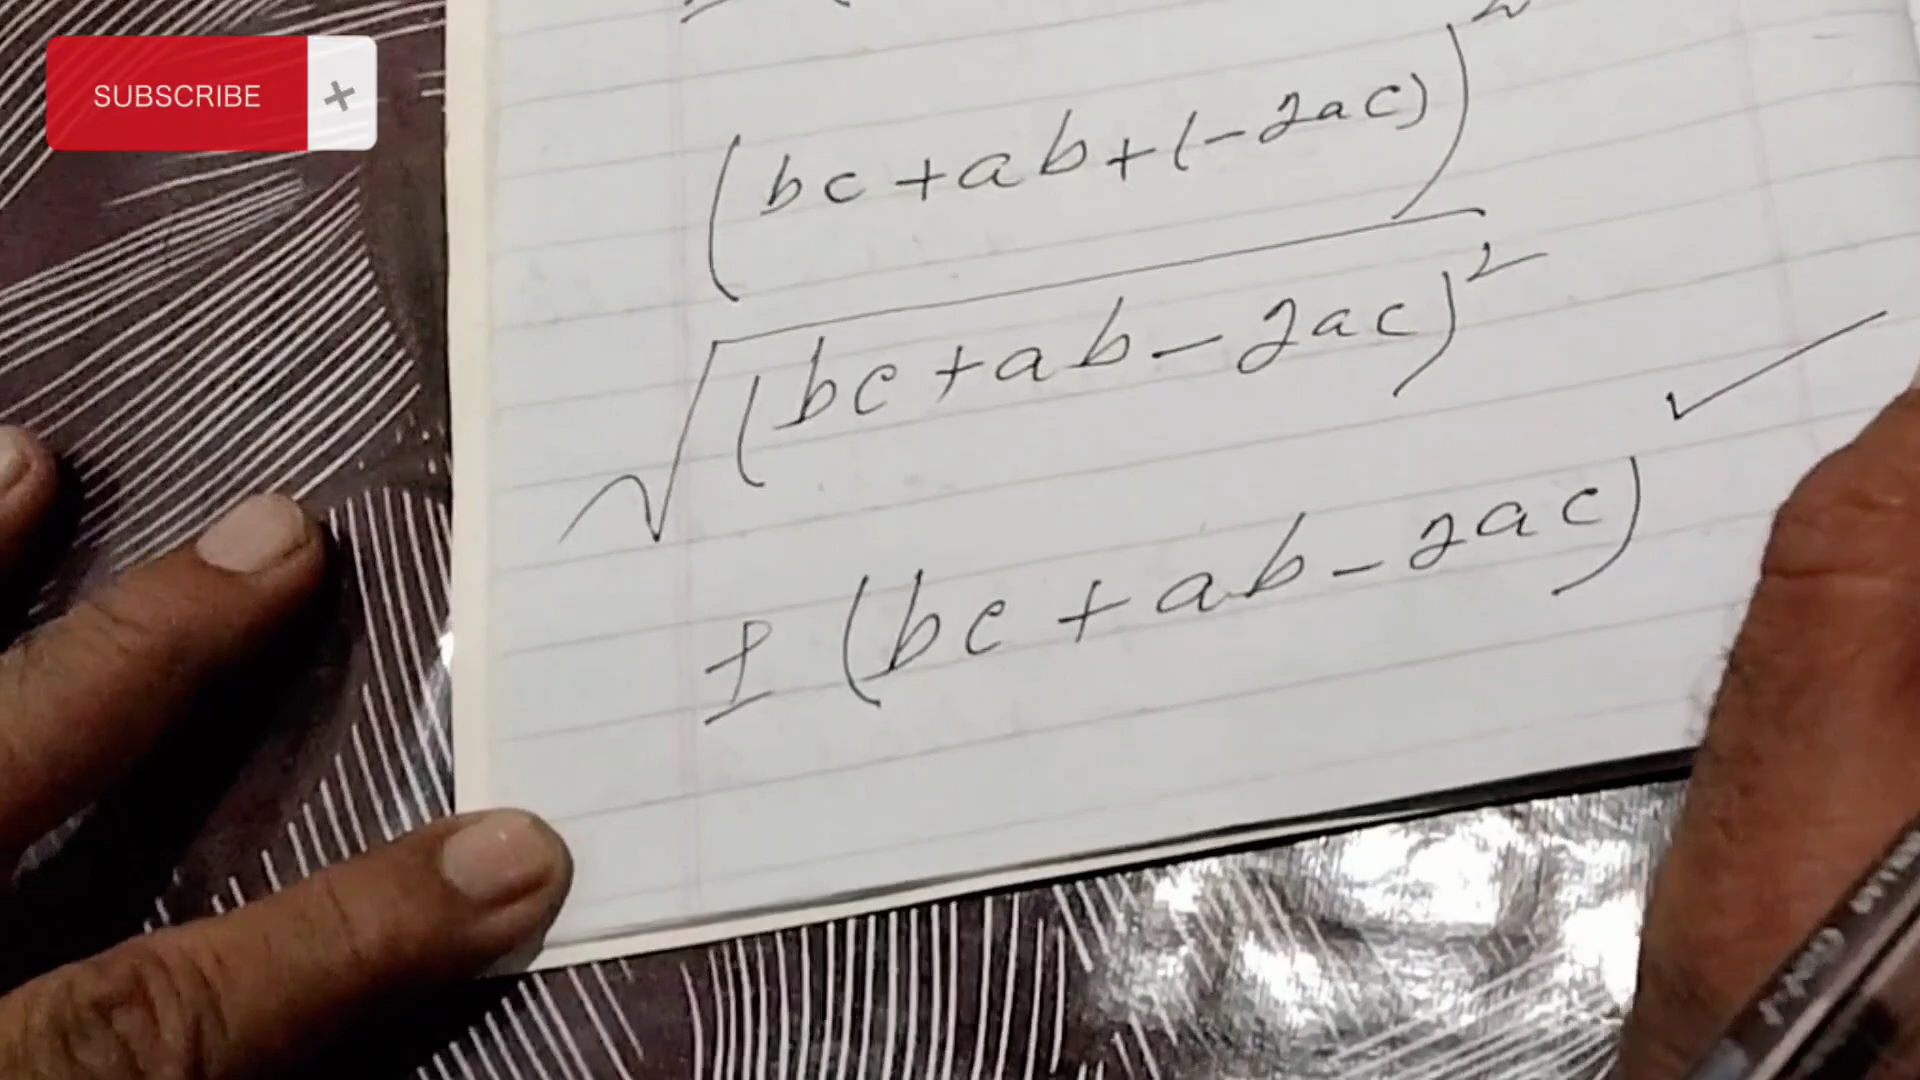 SUBSCRIBE +
(bc+ab+(-2ac))²
√(bc+ab-2ac)²
± (bc+ab-2ac)